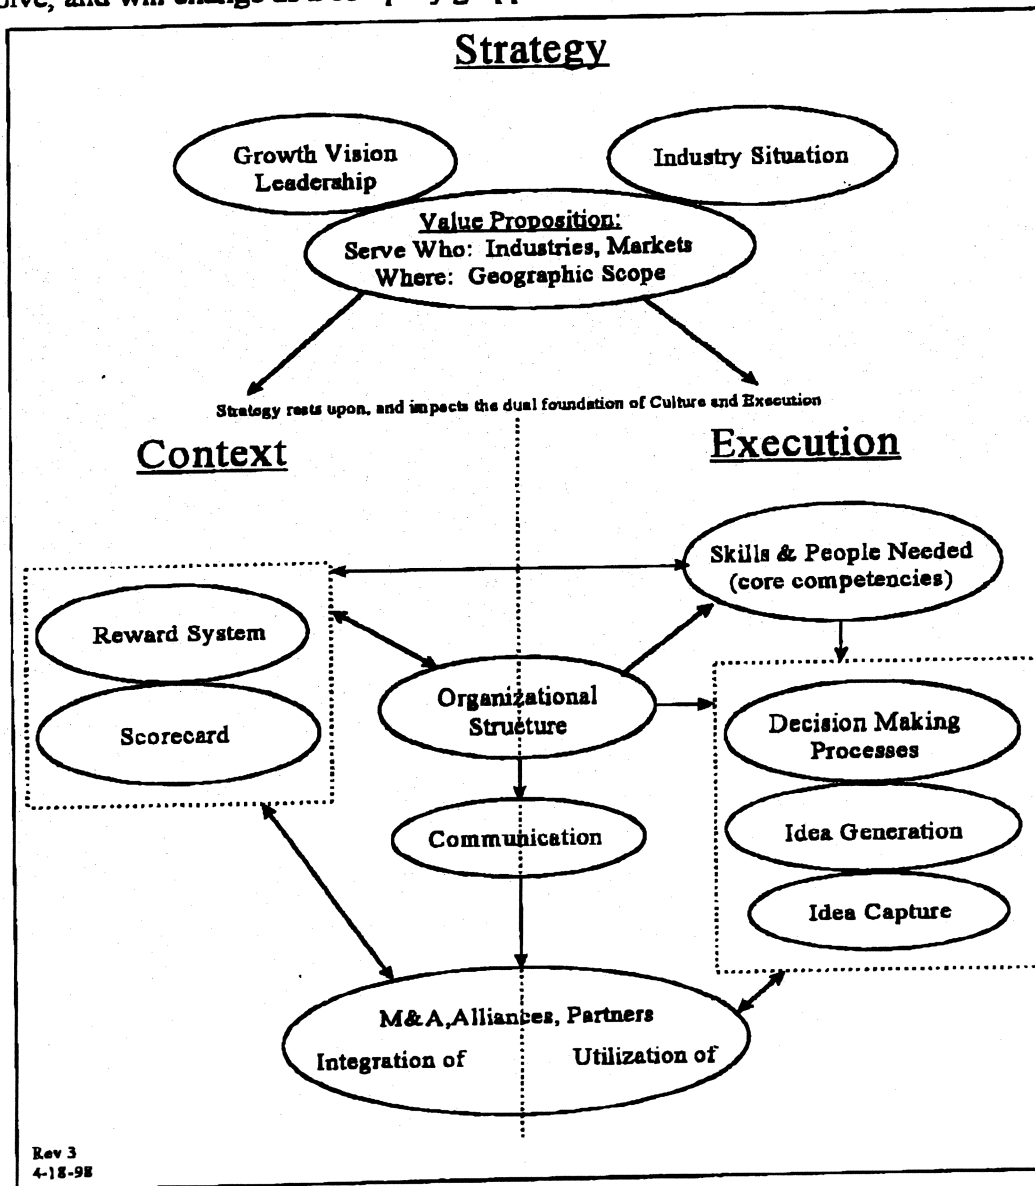 Strategy
Growth Vision
Leadership
Industry Situation
Value Proposition:
Serve Who: Industries, Markets
Where: Geographic Scope
Strategy rests upon, and impacts the dual foundation of Culture and Execution
Context
Execution
Skills & People Needed
(core competencies)
Reward System
Scorecard
Organizational
Structure
Decision Making
Processes
Communication
Idea Generation
Idea Capture
M&A, Alliances, Partners
Integration of
Utilization of
Rev 3
4-18-98